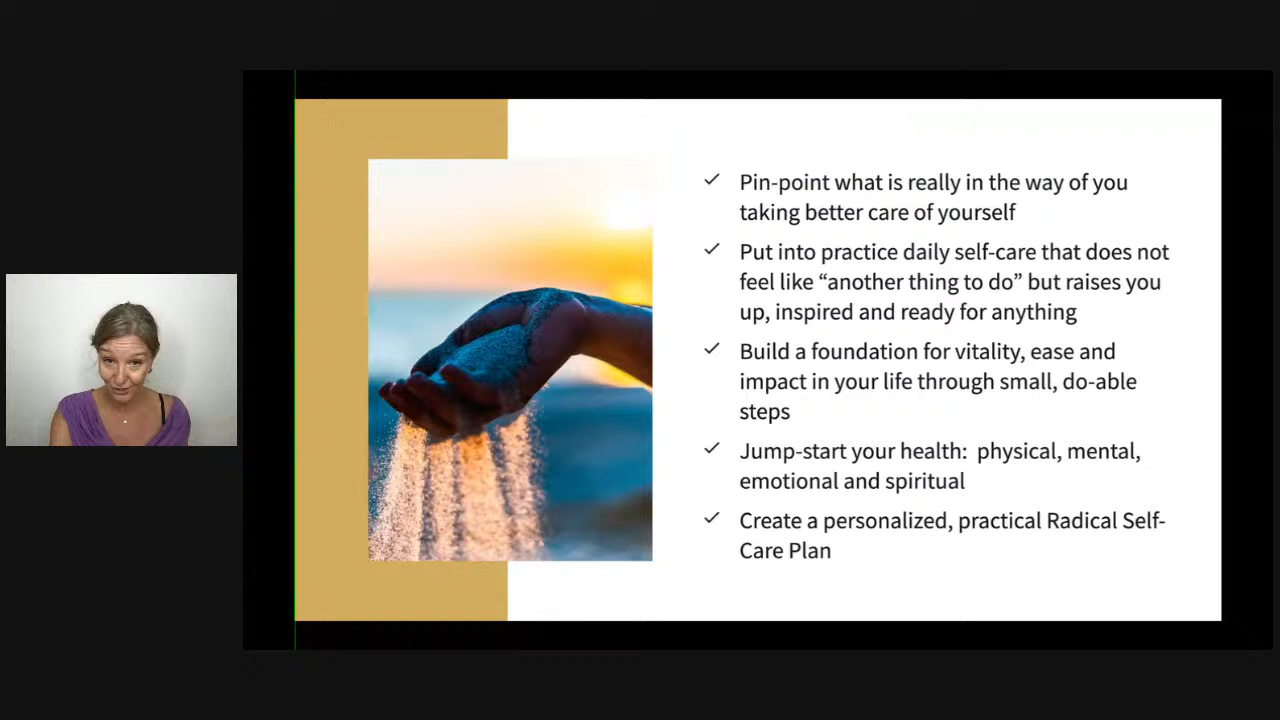 Pin-point what is really in the way of you
taking better care of yourself
Put into practice daily self-care that does not
feel like “another thing to do” but raises you
up, inspired and ready for anything
Build a foundation for vitality, ease and
impact in your life through small, do-able
steps
Jump-start your health:  physical, mental,
emotional and spiritual
Create a personalized, practical Radical Self-
Care Plan